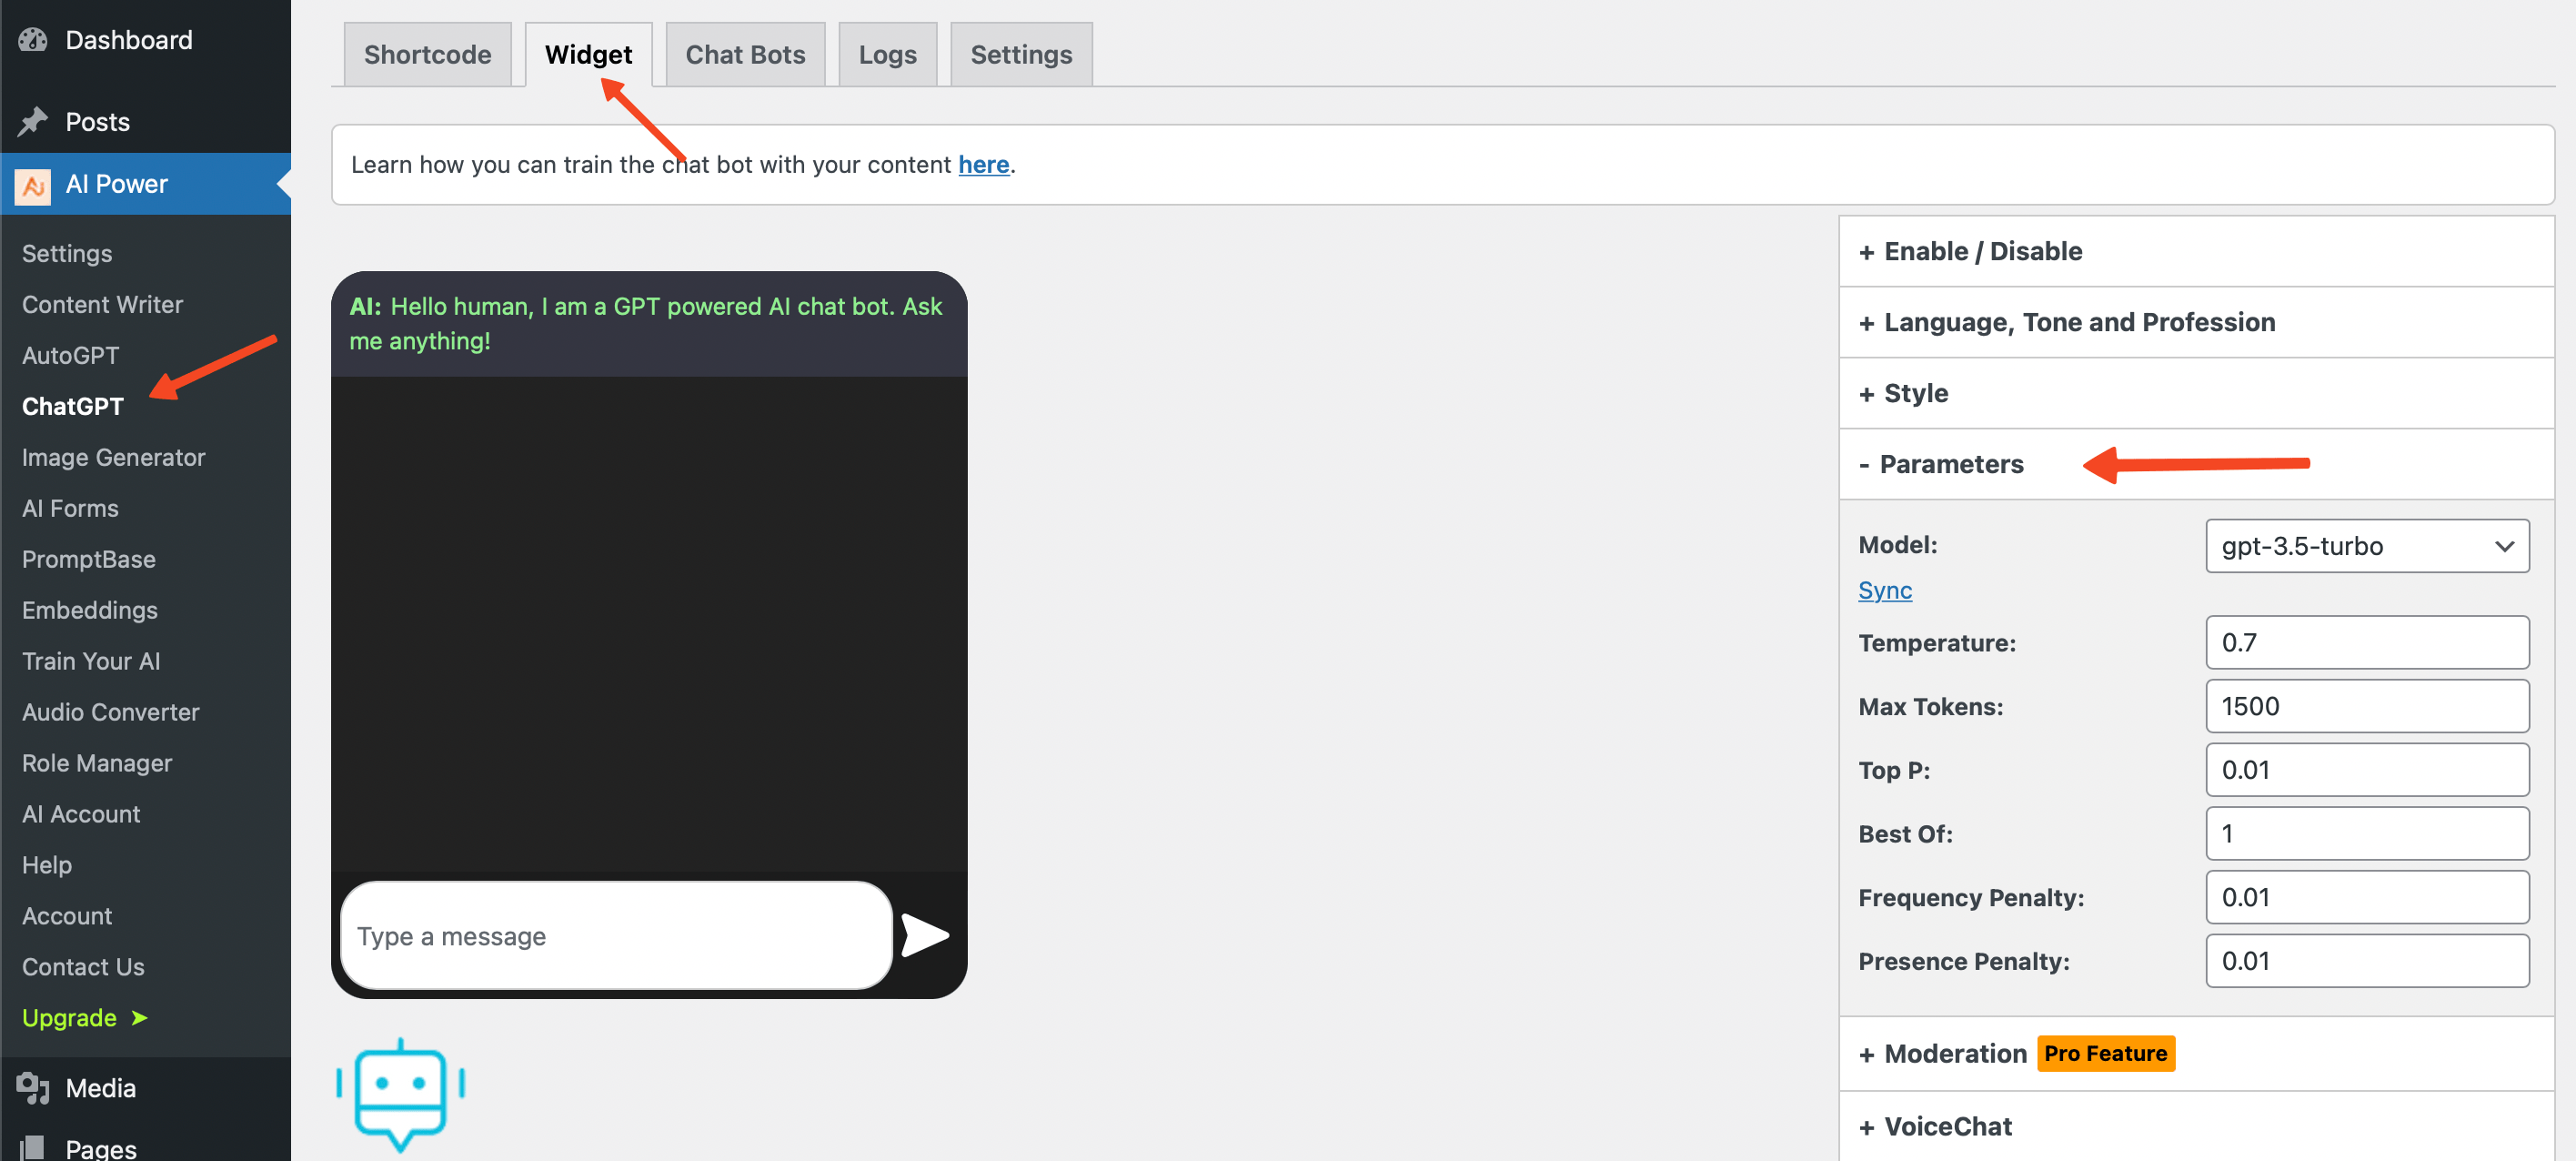 Dashboard
Posts
AI Power
Settings
Content Writer
AutoGPT
ChatGPT
Image Generator
AI Forms
PromptBase
Embeddings
Train Your AI
Audio Converter
Role Manager
AI Account
Help
Account
Contact Us
Upgrade ➤
Media
Pages
Shortcode
Widget
Chat Bots
Logs
Settings
Learn how you can train the chat bot with your content here.
AI: Hello human, I am a GPT powered AI chat bot. Ask
me anything!
Type a message
+ Enable / Disable
+ Language, Tone and Profession
+ Style
- Parameters
Model: gpt-3.5-turbo
Sync
Temperature: 0.7
Max Tokens: 1500
Top P: 0.01
Best Of: 1
Frequency Penalty: 0.01
Presence Penalty: 0.01
+ Moderation Pro Feature
+ VoiceChat